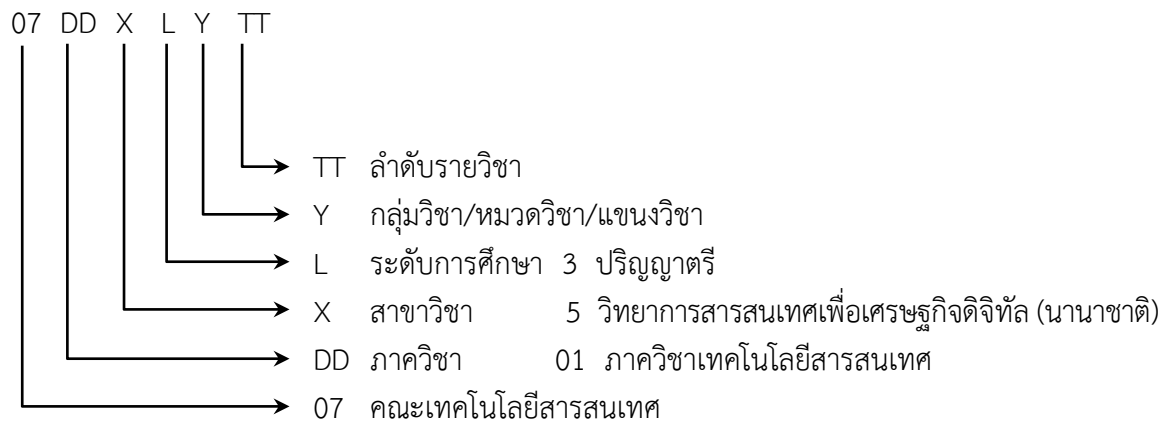 07 DD X L Y TT
TT ลำดับรายวิชา
Y กลุ่มวิชา/หมวดวิชา/แขนงวิชา
L ระดับการศึกษา 3 ปริญญาตรี
X สาขาวิชา 5 วิทยาการสารสนเทศเพื่อเศรษฐกิจดิจิทัล (นานาชาติ)
DD ภาควิชา 01 ภาควิชาเทคโนโลยีสารสนเทศ
07 คณะเทคโนโลยีสารสนเทศ